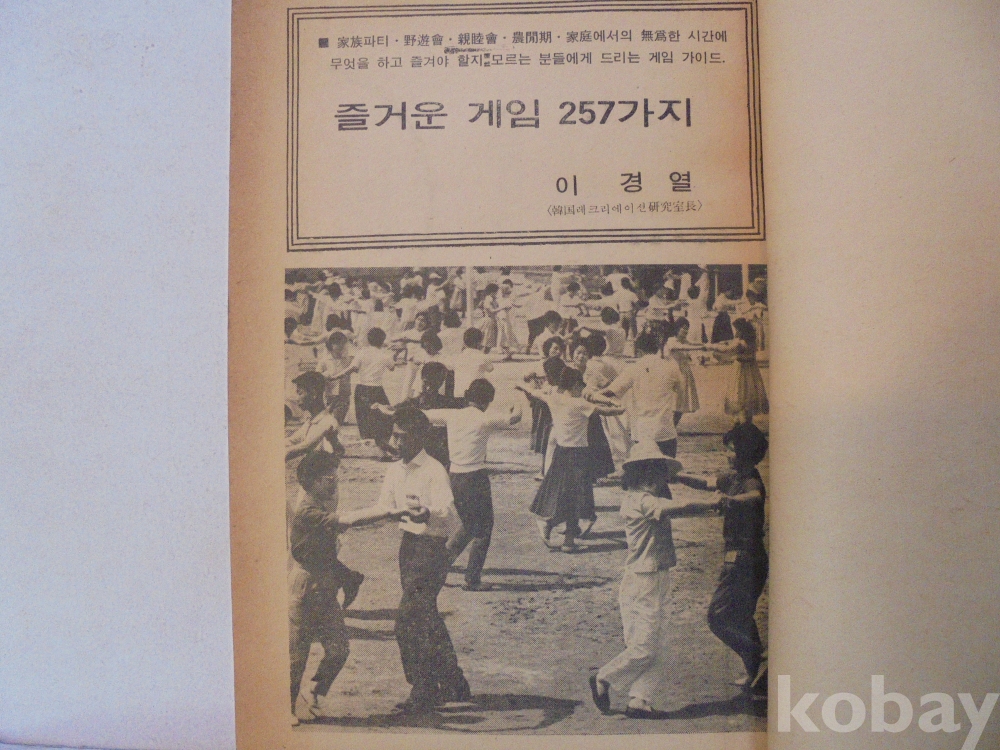 ■ 家族파티・野遊會・親睦會・農閑期・家庭에서의 無爲한 시간에
무엇을 하고 즐겨야 할지 모르는 분들에게 드리는 게임 가이드.
즐거운 게임 257가지
이 경 열
〈韓国레크리에이션研究室長〉
kobay